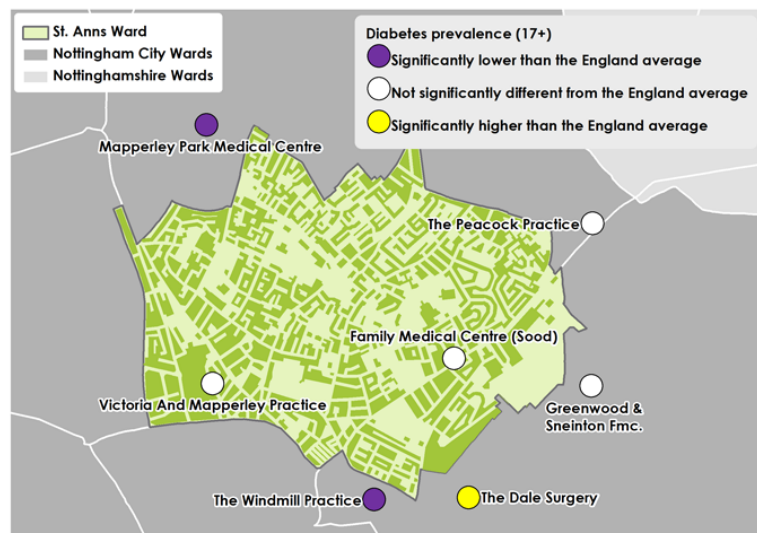 St. Anns Ward
Nottingham City Wards
Nottinghamshire Wards
Diabetes prevalence (17+)
Significantly lower than the England average
Not significantly different from the England average
Significantly higher than the England average
Mapperley Park Medical Centre
The Peacock Practice
Family Medical Centre (Sood)
Victoria And Mapperley Practice
Greenwood &
Sneinton Fmc.
The Windmill Practice
The Dale Surgery